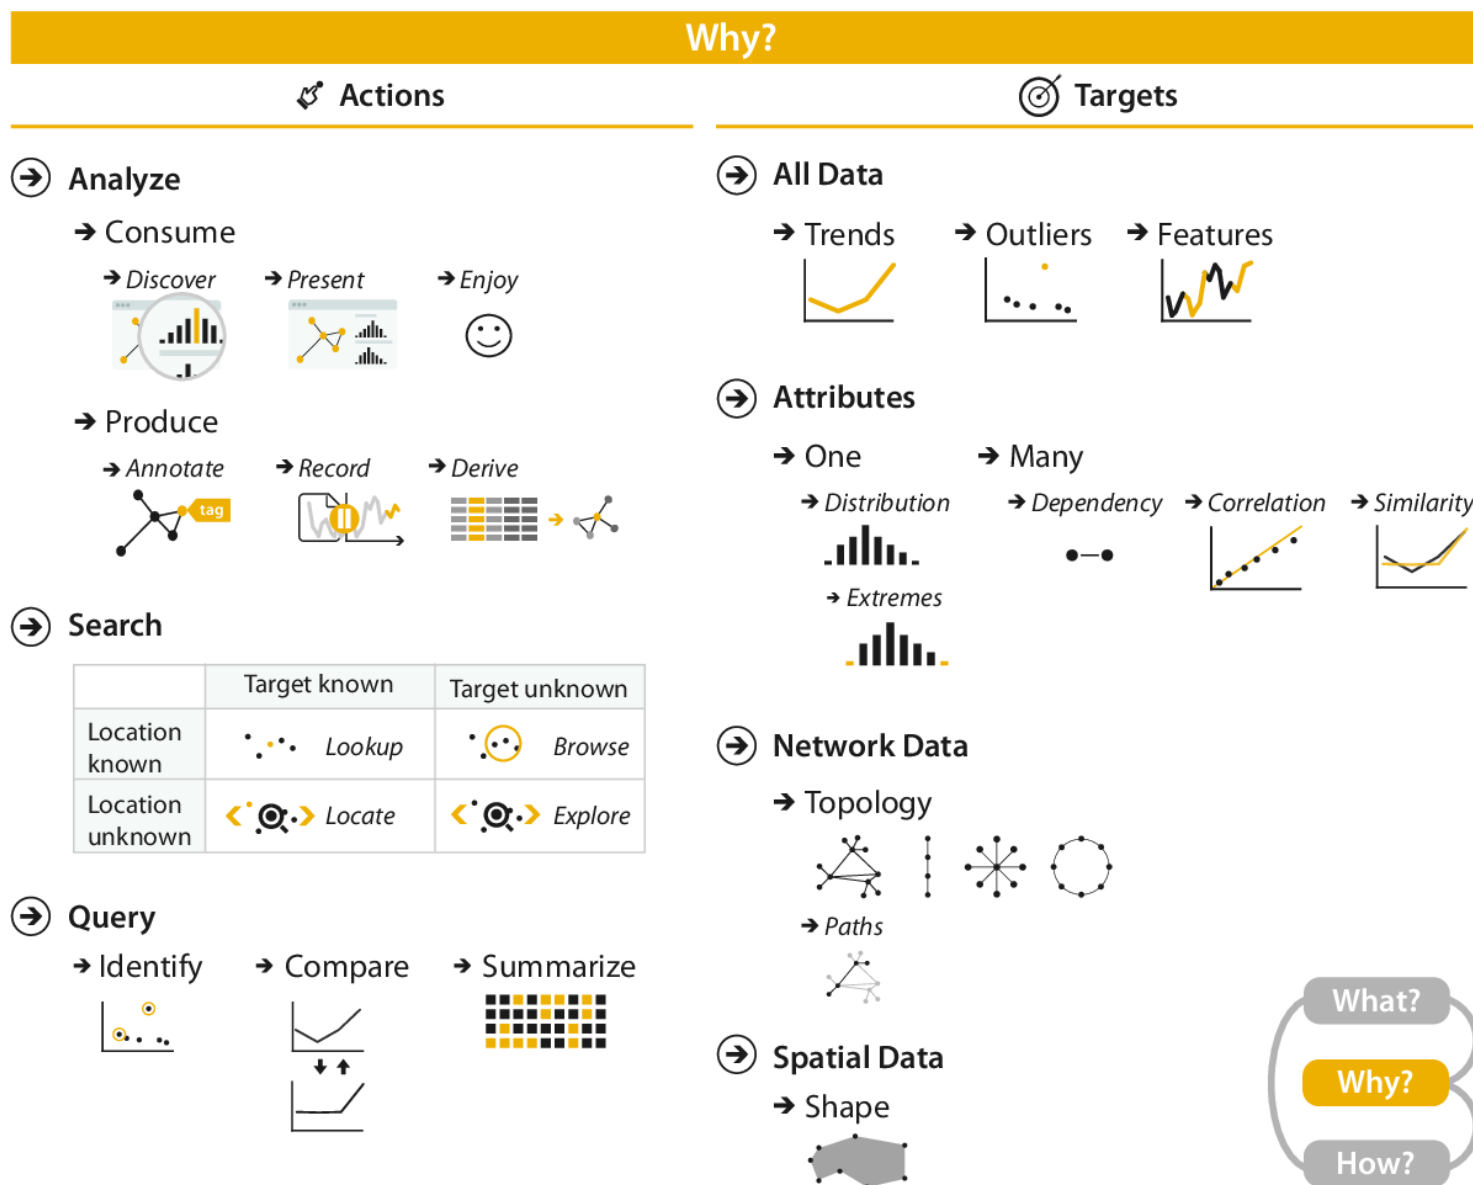 Why?
Actions
Targets
Analyze
Consume
Discover
Present
Enjoy
Produce
Annotate
Record
Derive
tag
Search
Target known
Target unknown
Location
known
Lookup
Browse
Location
unknown
Locate
Explore
Query
Identify
Compare
Summarize
All Data
Trends
Outliers
Features
Attributes
One
Many
Distribution
Dependency
Correlation
Similarity
Extremes
Network Data
Topology
Paths
Spatial Data
Shape
What?
Why?
How?